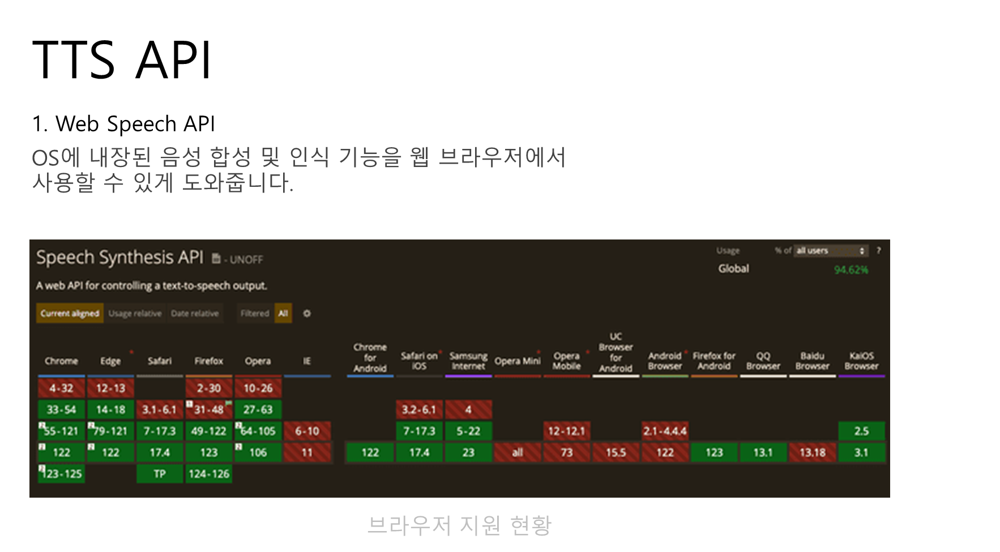 TTS API
1. Web Speech API
OS에 내장된 음성 합성 및 인식 기능을 웹 브라우저에서
사용할 수 있게 도와줍니다.
Speech Synthesis API - UNOFF
Usage % of all users ?
Global 94.62%
A web API for controlling a text-to-speech output.
Current aligned Usage relative Date relative Filtered All
Chrome Edge * Safari Firefox Opera IE Chrome for Android Safari on iOS * Samsung Internet Opera Mini * Opera Mobile * UC Browser for Android Android Browser * Firefox for Android QQ Browser Baidu Browser KaiOS Browser
4-32 12-13 2-30 10-26
33-54 14-18 3.1-6.1 1 31-48 27-63 3.2-6.1 4
2 55-121 2 79-121 7-17.3 49-122 2 64-105 6-10 7-17.3 5-22 12-12.1 2.1-4.4.4 2.5
2 122 2 122 17.4 123 2 106 11 122 17.4 23 all 73 15.5 122 123 13.1 13.18 3.1
2 123-125 TP 124-126
브라우저 지원 현황